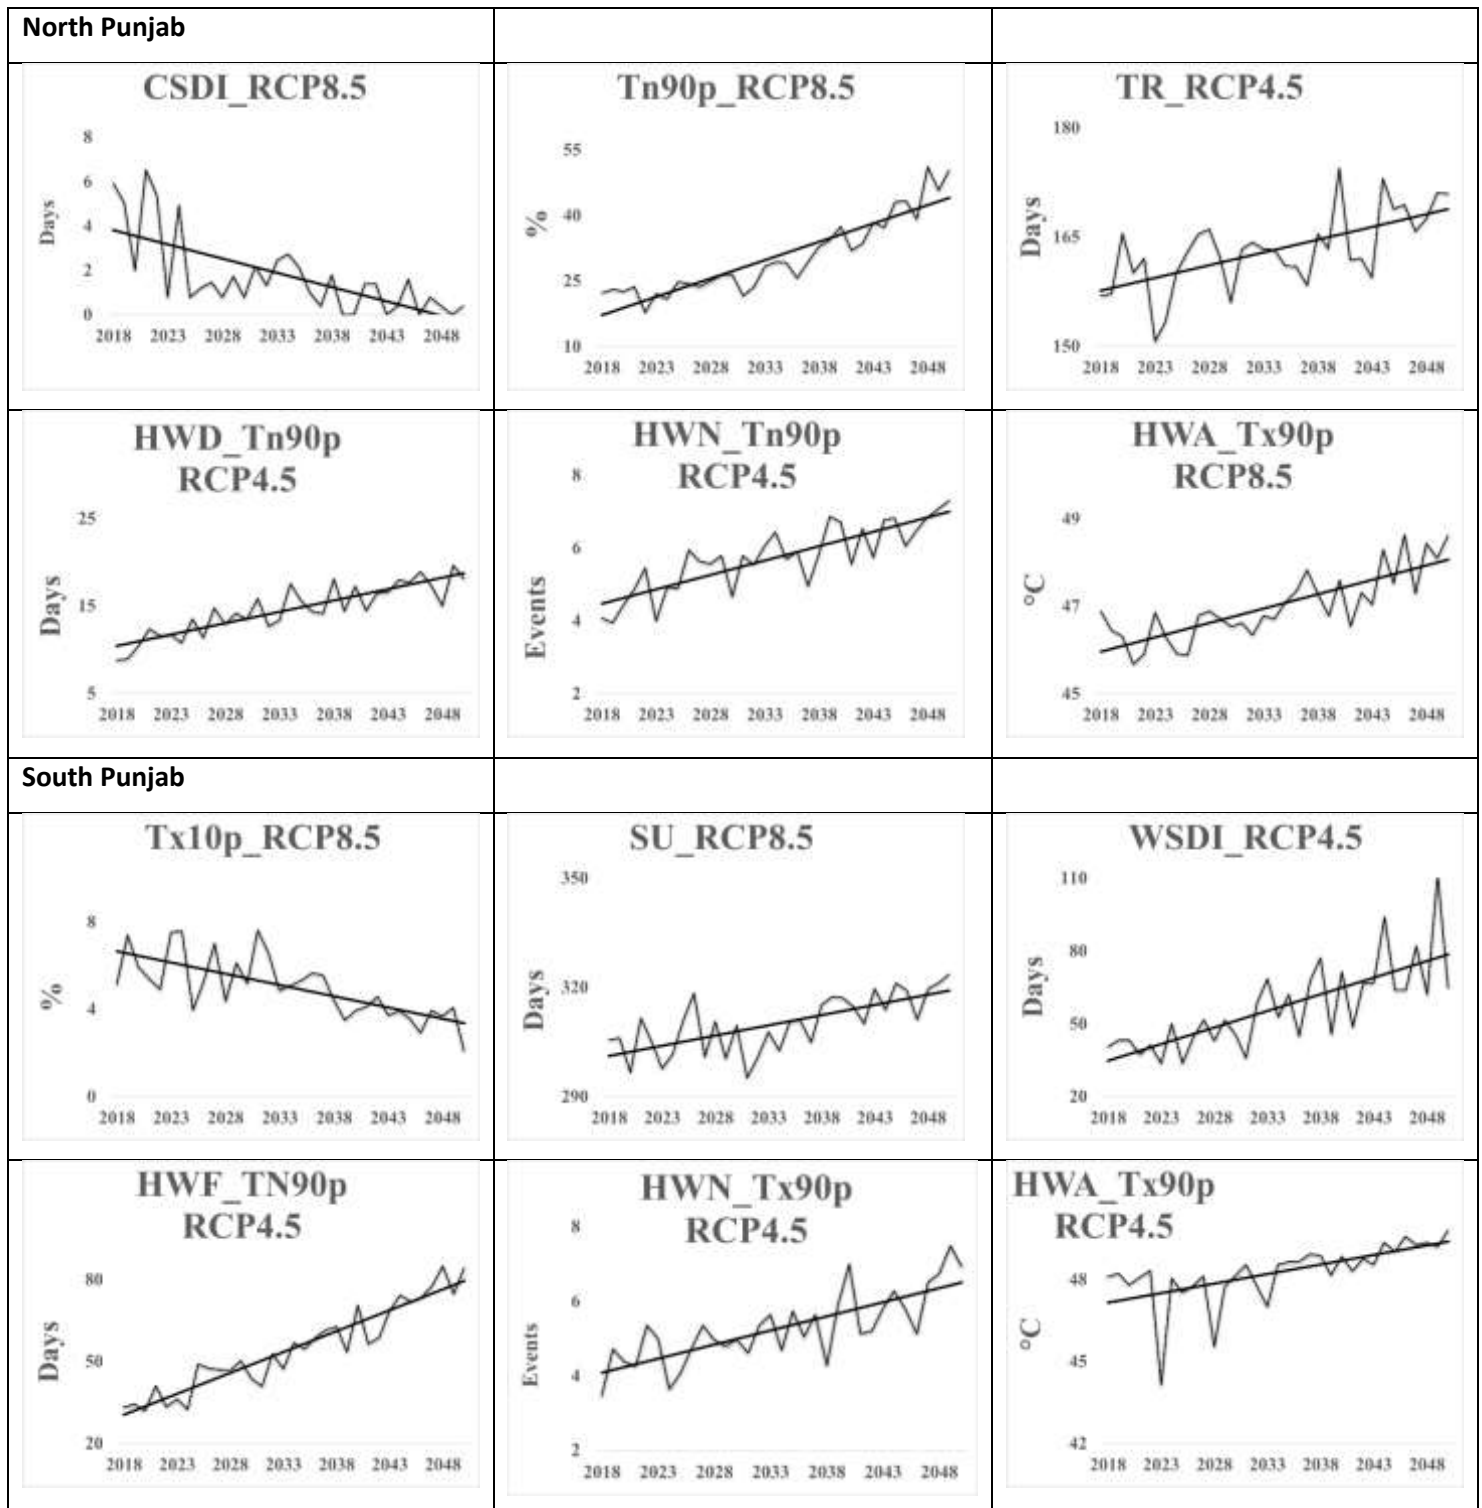 North Punjab
CSDI_RCP8.5
Days
8
6
4
2
0
2018 2023 2028 2033 2038 2043 2048
Tn90p_RCP8.5
%
55
40
25
10
2018 2023 2028 2033 2038 2043 2048
TR_RCP4.5
Days
180
165
150
2018 2023 2028 2033 2038 2043 2048
HWD_Tn90p
RCP4.5
Days
25
15
5
2018 2023 2028 2033 2038 2043 2048
HWN_Tn90p
RCP4.5
Events
8
6
4
2
2018 2023 2028 2033 2038 2043 2048
HWA_Tx90p
RCP8.5
°C
49
47
45
2018 2023 2028 2033 2038 2043 2048
South Punjab
Tx10p_RCP8.5
%
8
4
0
2018 2023 2028 2033 2038 2043 2048
SU_RCP8.5
Days
350
320
290
2018 2023 2028 2033 2038 2043 2048
WSDI_RCP4.5
Days
110
80
50
20
2018 2023 2028 2033 2038 2043 2048
HWF_TN90p
RCP4.5
Days
80
50
20
2018 2023 2028 2033 2038 2043 2048
HWN_Tx90p
RCP4.5
Events
8
6
4
2
2018 2023 2028 2033 2038 2043 2048
HWA_Tx90p
RCP4.5
°C
48
45
42
2018 2023 2028 2033 2038 2043 2048